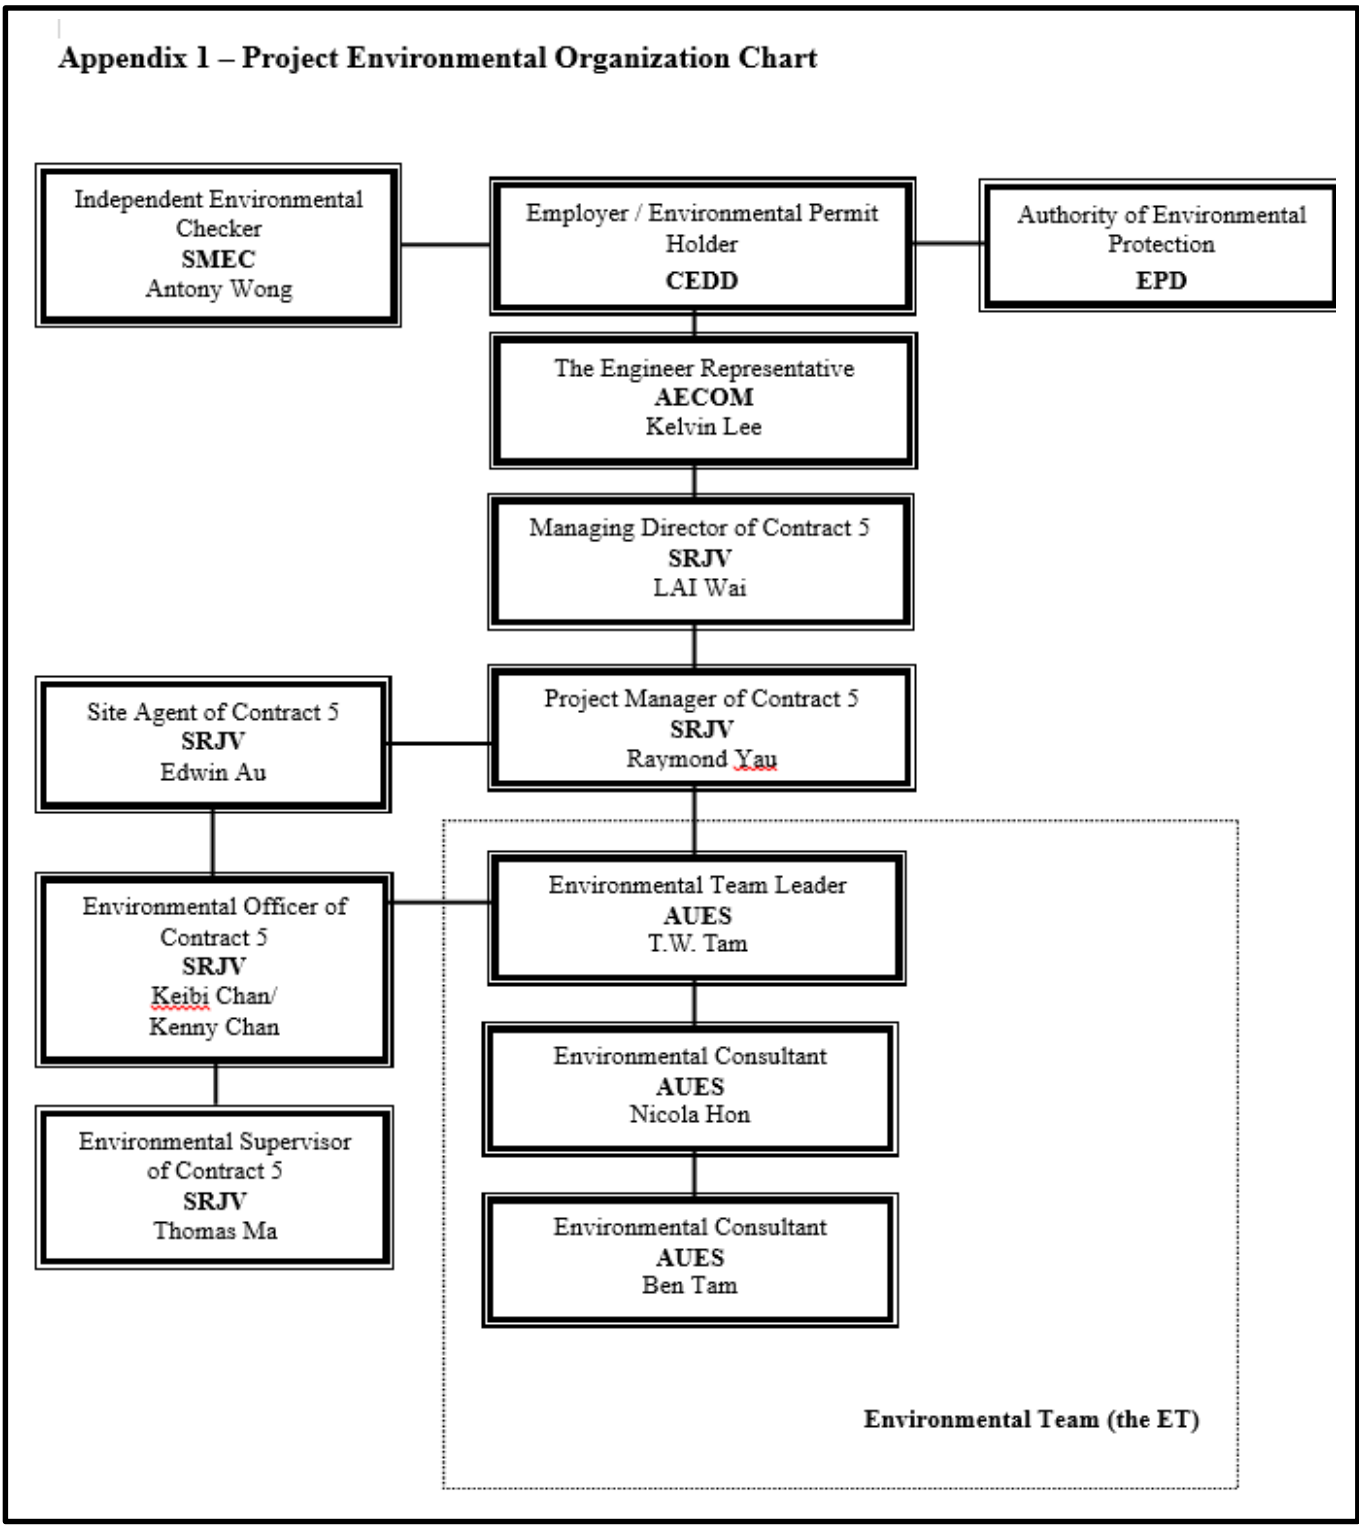 Appendix 1 – Project Environmental Organization Chart
Independent Environmental
Checker
SMEC
Antony Wong
Employer / Environmental Permit
Holder
CEDD
Authority of Environmental
Protection
EPD
The Engineer Representative
AECOM
Kelvin Lee
Managing Director of Contract 5
SRJV
LAI Wai
Project Manager of Contract 5
SRJV
Raymond Yau
Site Agent of Contract 5
SRJV
Edwin Au
Environmental Officer of
Contract 5
SRJV
Keibi Chan/
Kenny Chan
Environmental Team Leader
AUES
T.W. Tam
Environmental Consultant
AUES
Nicola Hon
Environmental Supervisor
of Contract 5
SRJV
Thomas Ma
Environmental Consultant
AUES
Ben Tam
Environmental Team (the ET)